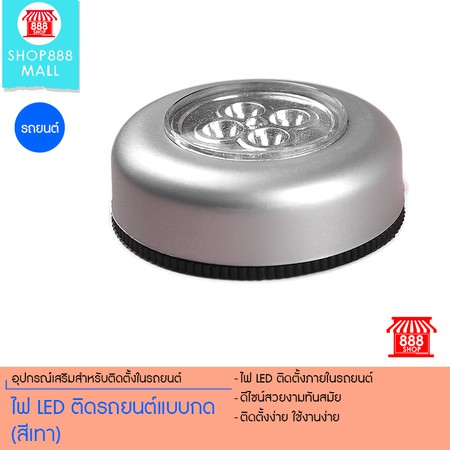 888
SHOP
SHOP888
MALL
รถยนต์
888
SHOP
อุปกรณ์เสริมสำหรับติดตั้งในรถยนต์
ไฟ LED ติดรถยนต์แบบกด
(สีเทา)
- ไฟ LED ติดตั้งภายในรถยนต์
- ดีไซน์สวยงามทันสมัย
- ติดตั้งง่าย ใช้งานง่าย